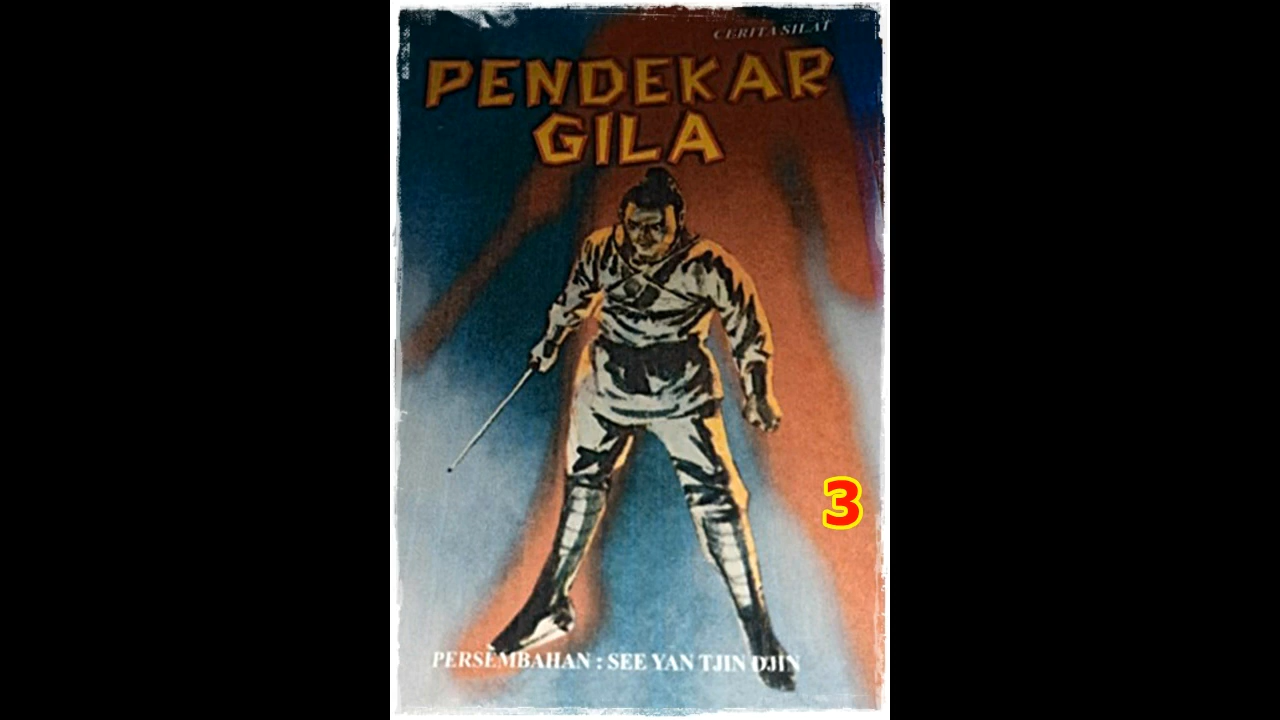 CERITA SILAT
PENDEKAR
GILA
3
PERSEMBAHAN : SEE YAN TJIN DJIN